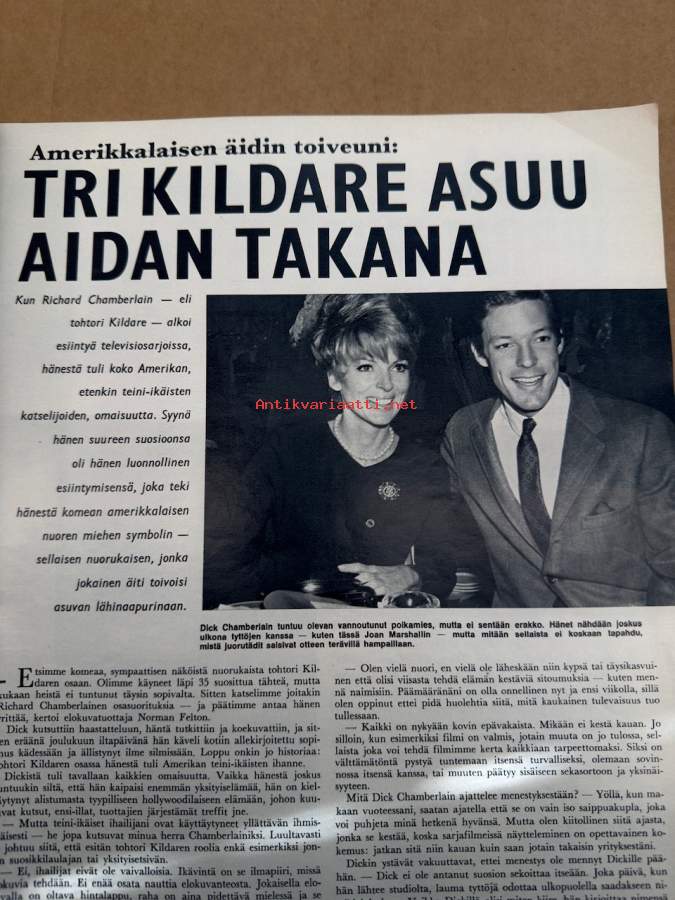 Amerikkalaisen äidin toiveuni:
TRI KILDARE ASUU
AIDAN TAKANA
Kun Richard Chamberlain — eli
tohtori Kildare — alkoi
esiintyä televisiosarjoissa,
hänestä tuli koko Amerikan,
etenkin teini-ikäisten
katselijoiden, omaisuutta. Syynä
hänen suureen suosioonsa
oli hänen luonnollinen
esiintymisensä, joka teki
hänestä komean amerikkalaisen
nuoren miehen symbolin —
sellaisen nuorukaisen, jonka
jokainen äiti toivoisi
asuvan lähinaapurinaan.
Antikvariaatti.net
Dick Chamberlain tuntuu olevan vannoutunut poikamies, mutta ei sentään erakko. Hänet nähdään joskus
ulkona tyttöjen kanssa — kuten tässä Joan Marshallin — mutta mitään sellaista ei koskaan tapahdu,
mistä juorutädit saisivat otteen terävillä hampaillaan.
Etsimme komeaa, sympaattisen näköistä nuorukaista tohtori Kil-
daren osaan. Olimme käyneet läpi 35 suosittua tähteä, mutta
kukaan heistä ei tuntunut täysin sopivalta. Sitten katselimme joitakin
Richard Chamberlainen osasuorituksia — ja päätimme antaa hänen
yrittää, kertoi elokuvatuottaja Norman Felton.
Dick kutsuttiin haastatteluun, häntä tutkittiin ja koekuvattiin, ja sit-
ten eräänä joulukuun iltapäivänä hän käveli kotiin allekirjoitettu sopi-
mus kädessään ja ällistynyt ilme silmissään. Loppu onkin jo historiaa:
tohtori Kildaren osassa hänestä tuli Amerikan teini-ikäisten ihanne.
Dickistä tuli tavallaan kaikkien omaisuutta. Vaikka hänestä joskus
tuntuukin siltä, että hän kaipaisi enemmän yksityiselämää, hän on kiel-
täytynyt alistumasta tyypilliseen hollywoodilaiseen elämään, johon kuu-
luvat kutsut, ensi-illat, tuottajien järjestämät treffit jne.
— Mutta teini-ikäiset ihailijani ovat käyttäytyneet yllättävän ihmis-
mäisesti — he jopa kutsuvat minua herra Chamberlainiksi. Luultavasti
johtuu siitä, että esitän tohtori Kildaren roolia enkä esimerkiksi jon-
suosikkilaulajan tai yksityisetsivän.
— Ei, ihailijat eivät ole vaivalloisia. Ikävintä on se ilmapiiri, missä
elokuvia tehdään. Ei enää osata nauttia elokuvanteosta. Jokaisella elo-
kuvalla on oltava hintalappu, raha on aina pidettävä mielessä ja se
— Olen vielä nuori, en vielä ole läheskään niin kypsä tai täysikasvui-
nen että olisi viisasta tehdä elämän kestäviä sitoumuksia — kuten men-
nä naimisiin. Päämääränäni on olla onnellinen nyt ja ensi viikolla, sillä
olen oppinut ettei pidä huolehtia siitä, mitä kaukainen tulevaisuus tuo
tullessaan.
— Kaikki on nykyään kovin epävakaista. Mikään ei kestä kauan. Jo
silloin, kun esimerkiksi filmi on valmis, jotain muuta on jo tulossa, sel-
laista joka voi tehdä filmimme kerta kaikkiaan tarpeettomaksi. Siksi on
välttämätöntä pystyä tuntemaan itsensä turvalliseksi, olemaan sovin-
nossa itsensä kanssa, tai muuten päätyy sisäiseen sekasortoon ja yksinäi-
syyteen.
Mitä Dick Chamberlain ajattelee menestyksestään? — Yöllä, kun ma-
kaan vuoteessani, saatan ajatella että se on vain iso saippuakupla, joka
voi puhjeta minä hetkenä hyvänsä. Mutta olen kiitollinen siitä ajasta,
jonka se kestää, koska sarjafilmeissä näytteleminen on opettavainen ko-
kemus: jatkan sitä niin kauan kuin saan jotain takaisin yrityksestäni.
Dickin ystävät vakuuttavat, ettei menestys ole mennyt Dickille pää-
hän. — Dick ei ole antanut suosion sekoittaa itseään. Joka päivä, kun
hän lähtee studiolta, lauma tyttöjä odottaa ulkopuolella saadakseen ni-